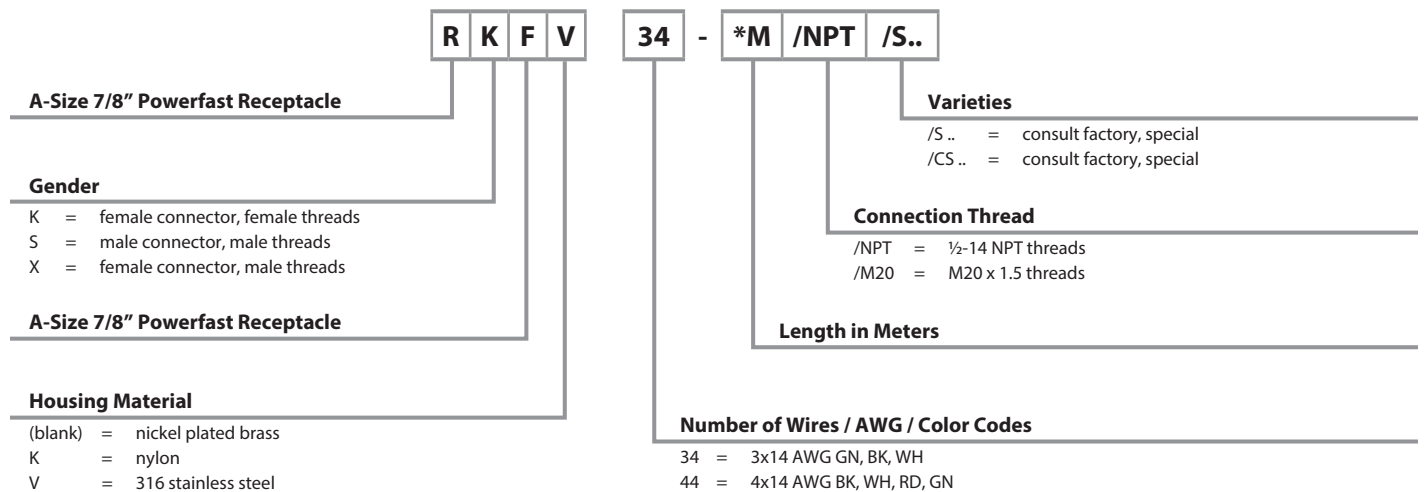 R K F V 34 - *M /NPT /S..
A-Size 7/8” Powerfast Receptacle
Gender
K = female connector, female threads
S = male connector, male threads
X = female connector, male threads
A-Size 7/8” Powerfast Receptacle
Housing Material
(blank) = nickel plated brass
K = nylon
V = 316 stainless steel
Varieties
/S .. = consult factory, special
/CS .. = consult factory, special
Connection Thread
/NPT = ½-14 NPT threads
/M20 = M20 x 1.5 threads
Length in Meters
Number of Wires / AWG / Color Codes
34 = 3x14 AWG GN, BK, WH
44 = 4x14 AWG BK, WH, RD, GN